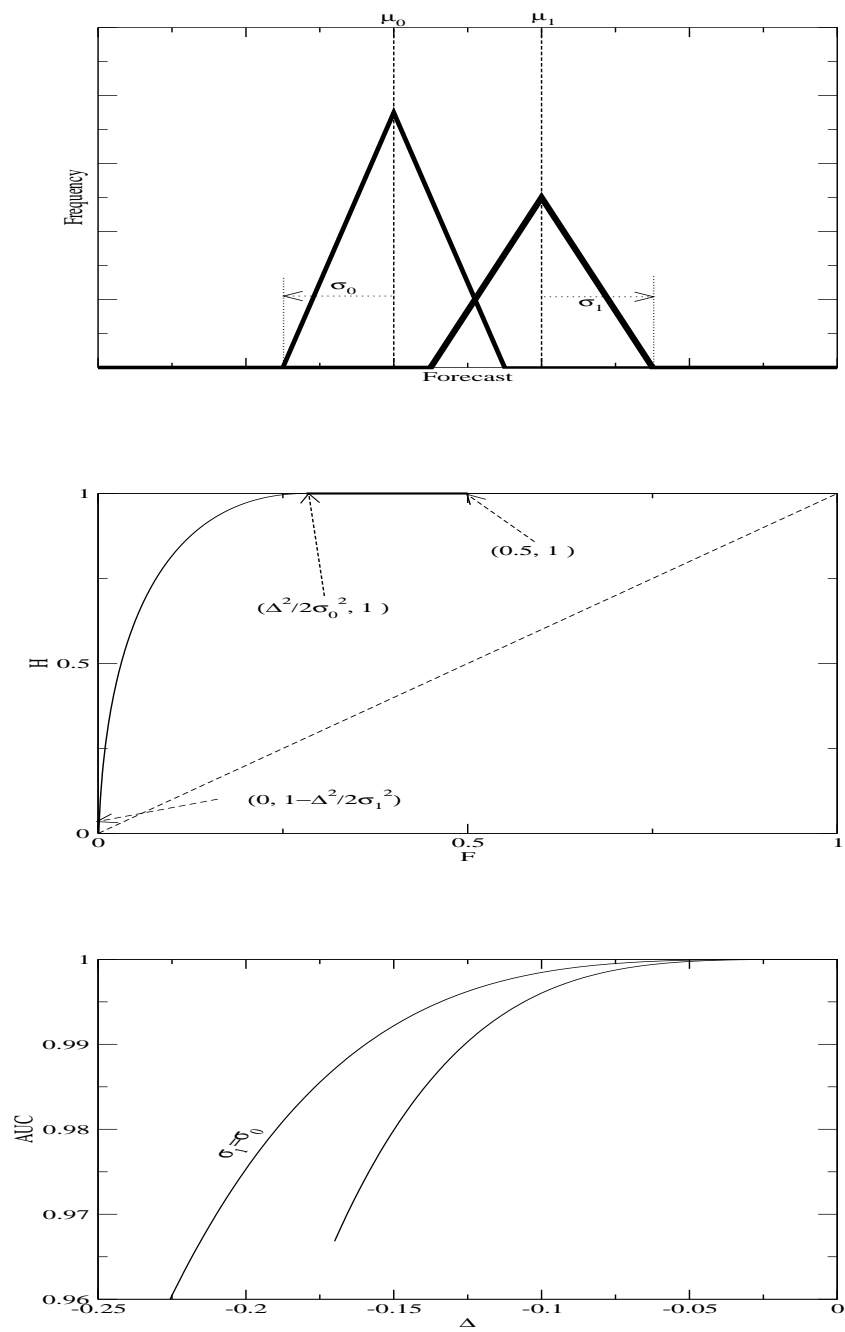 μ₀ μ₁
Frequency
σ₀
σ₁
Forecast
1
(0.5, 1 )
(Δ²/2σ₀², 1 )
H
0.5
(0, 1−Δ²/2σ₁²)
0
0 0.5 1
F
1
0.99
0.98
0.97
0.96
AUC
σ₁=σ₀
-0.25 -0.2 -0.15 -0.1 -0.05 0
Δ